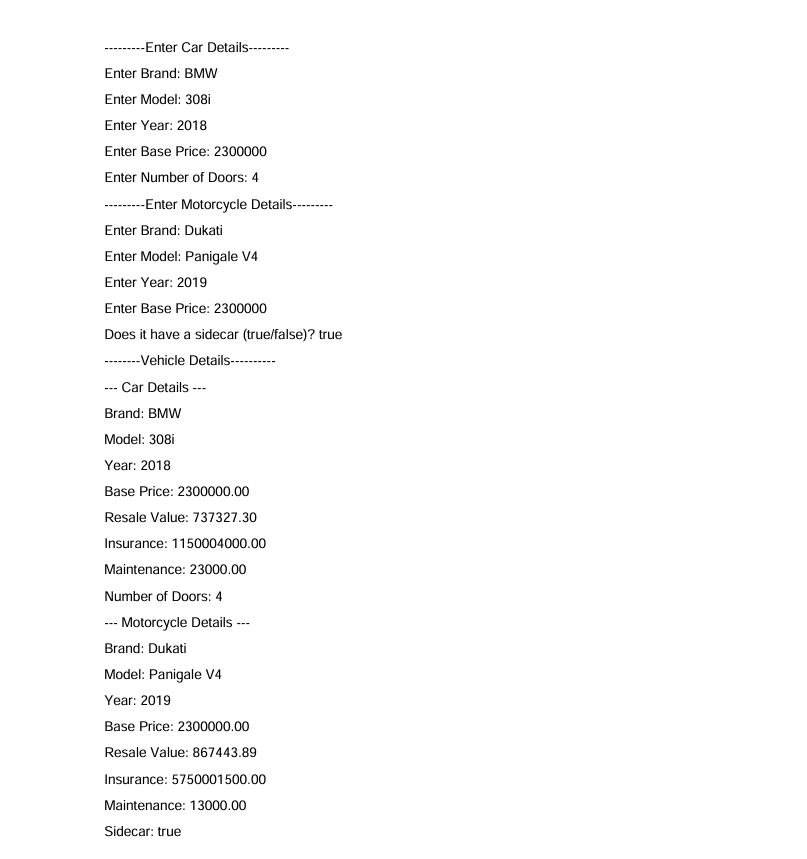 ---------Enter Car Details---------
Enter Brand: BMW
Enter Model: 308i
Enter Year: 2018
Enter Base Price: 2300000
Enter Number of Doors: 4
---------Enter Motorcycle Details---------
Enter Brand: Dukati
Enter Model: Panigale V4
Enter Year: 2019
Enter Base Price: 2300000
Does it have a sidecar (true/false)? true
--------Vehicle Details----------
--- Car Details ---
Brand: BMW
Model: 308i
Year: 2018
Base Price: 2300000.00
Resale Value: 737327.30
Insurance: 1150004000.00
Maintenance: 23000.00
Number of Doors: 4
--- Motorcycle Details ---
Brand: Dukati
Model: Panigale V4
Year: 2019
Base Price: 2300000.00
Resale Value: 867443.89
Insurance: 5750001500.00
Maintenance: 13000.00
Sidecar: true